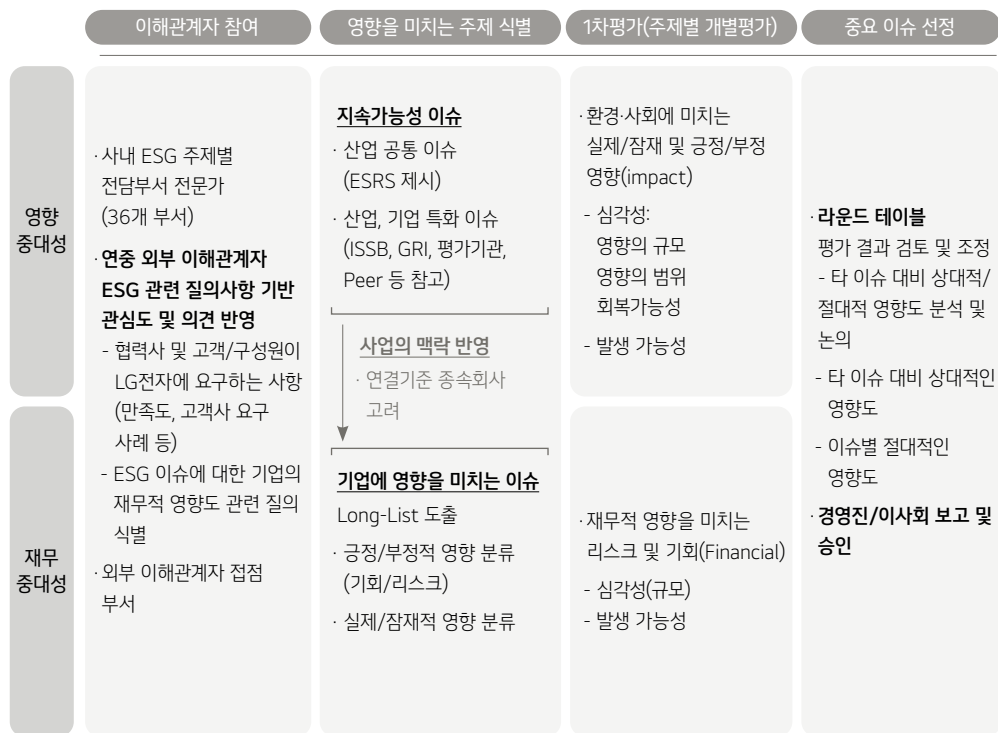 이해관계자 참여
영향을 미치는 주제 식별
1차평가(주제별 개별평가)
중요 이슈 선정
영향
중대성
재무
중대성
· 사내 ESG 주제별
전담부서 전문가
(36개 부서)
· 연중 외부 이해관계자
ESG 관련 질의사항 기반
관심도 및 의견 반영
- 협력사 및 고객/구성원이
LG전자에 요구하는 사항
(만족도, 고객사 요구
사례 등)
- ESG 이슈에 대한 기업의
재무적 영향도 관련 질의
식별
· 외부 이해관계자 접점
부서
지속가능성 이슈
· 산업 공통 이슈
(ESRS 제시)
· 산업, 기업 특화 이슈
(ISSB, GRI, 평가기관,
Peer 등 참고)
사업의 맥락 반영
· 연결기준 종속회사
고려
기업에 영향을 미치는 이슈
Long-List 도출
· 긍정/부정적 영향 분류
(기회/리스크)
· 실제/잠재적 영향 분류
· 환경·사회에 미치는
실제/잠재 및 긍정/부정
영향(impact)
- 심각성:
영향의 규모
영향의 범위
회복가능성
- 발생 가능성
· 재무적 영향을 미치는
리스크 및 기회(Financial)
- 심각성(규모)
- 발생 가능성
· 라운드 테이블
평가 결과 검토 및 조정
- 타 이슈 대비 상대적/
절대적 영향도 분석 및
논의
- 타 이슈 대비 상대적인
영향도
- 이슈별 절대적인
영향도
· 경영진/이사회 보고 및
승인